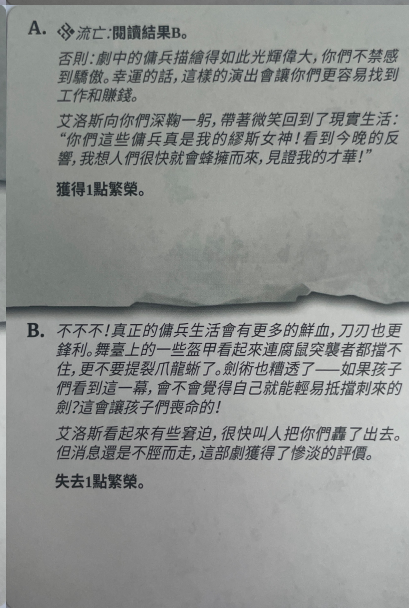 A. 流亡:閱讀結果B。
否則:劇中的傭兵描繪得如此光輝偉大,你們不禁感
到驕傲。幸運的話,這樣的演出會讓你們更容易找到
工作和賺錢。
艾洛斯向你們深鞠一躬,帶著微笑回到了現實生活:
“你們這些傭兵真是我的繆斯女神!看到今晚的反
響,我想人們很快就會蜂擁而來,見證我的才華!”
獲得1點繁榮。
B. 不不不!真正的傭兵生活會有更多的鮮血,刀刃也更
鋒利。舞臺上的一些盔甲看起來連腐鼠突襲者都擋不
住,更不要提裂爪龍蜥了。劍術也糟透了——如果孩子
們看到這一幕,會不會覺得自己就能輕易抵擋刺來的
劍?這會讓孩子們喪命的!
艾洛斯看起來有些窘迫,很快叫人把你們轟了出去。
但消息還是不脛而走,這部劇獲得了慘淡的評價。
失去1點繁榮。